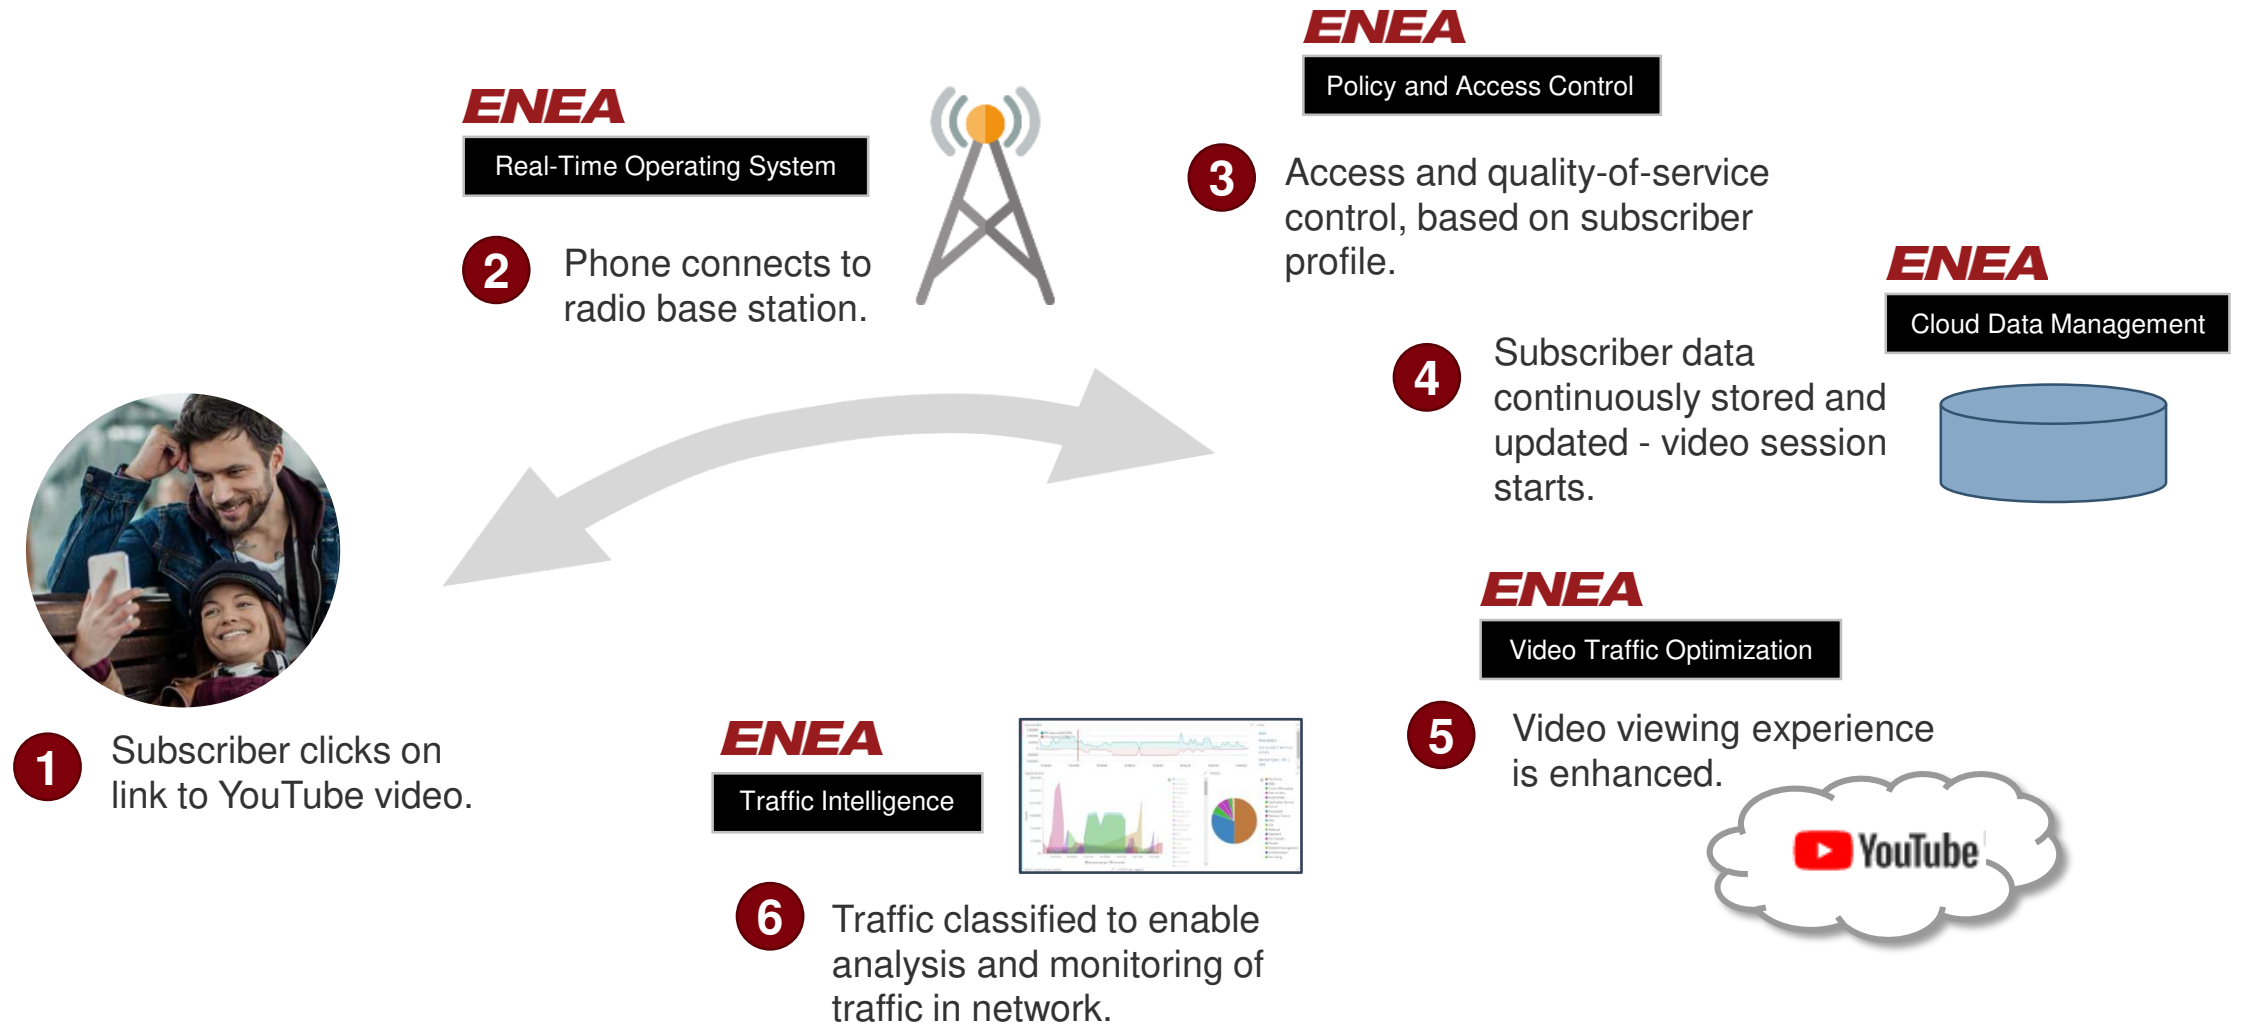 1
Subscriber clicks on
link to YouTube video.
ENEA
Real-Time Operating System
2
Phone connects to
radio base station.
ENEA
Policy and Access Control
3
Access and quality-of-service
control, based on subscriber
profile.
ENEA
Cloud Data Management
4
Subscriber data
continuously stored and
updated - video session
starts.
ENEA
Video Traffic Optimization
5
Video viewing experience
is enhanced.
YouTube
ENEA
Traffic Intelligence
6
Traffic classified to enable
analysis and monitoring of
traffic in network.